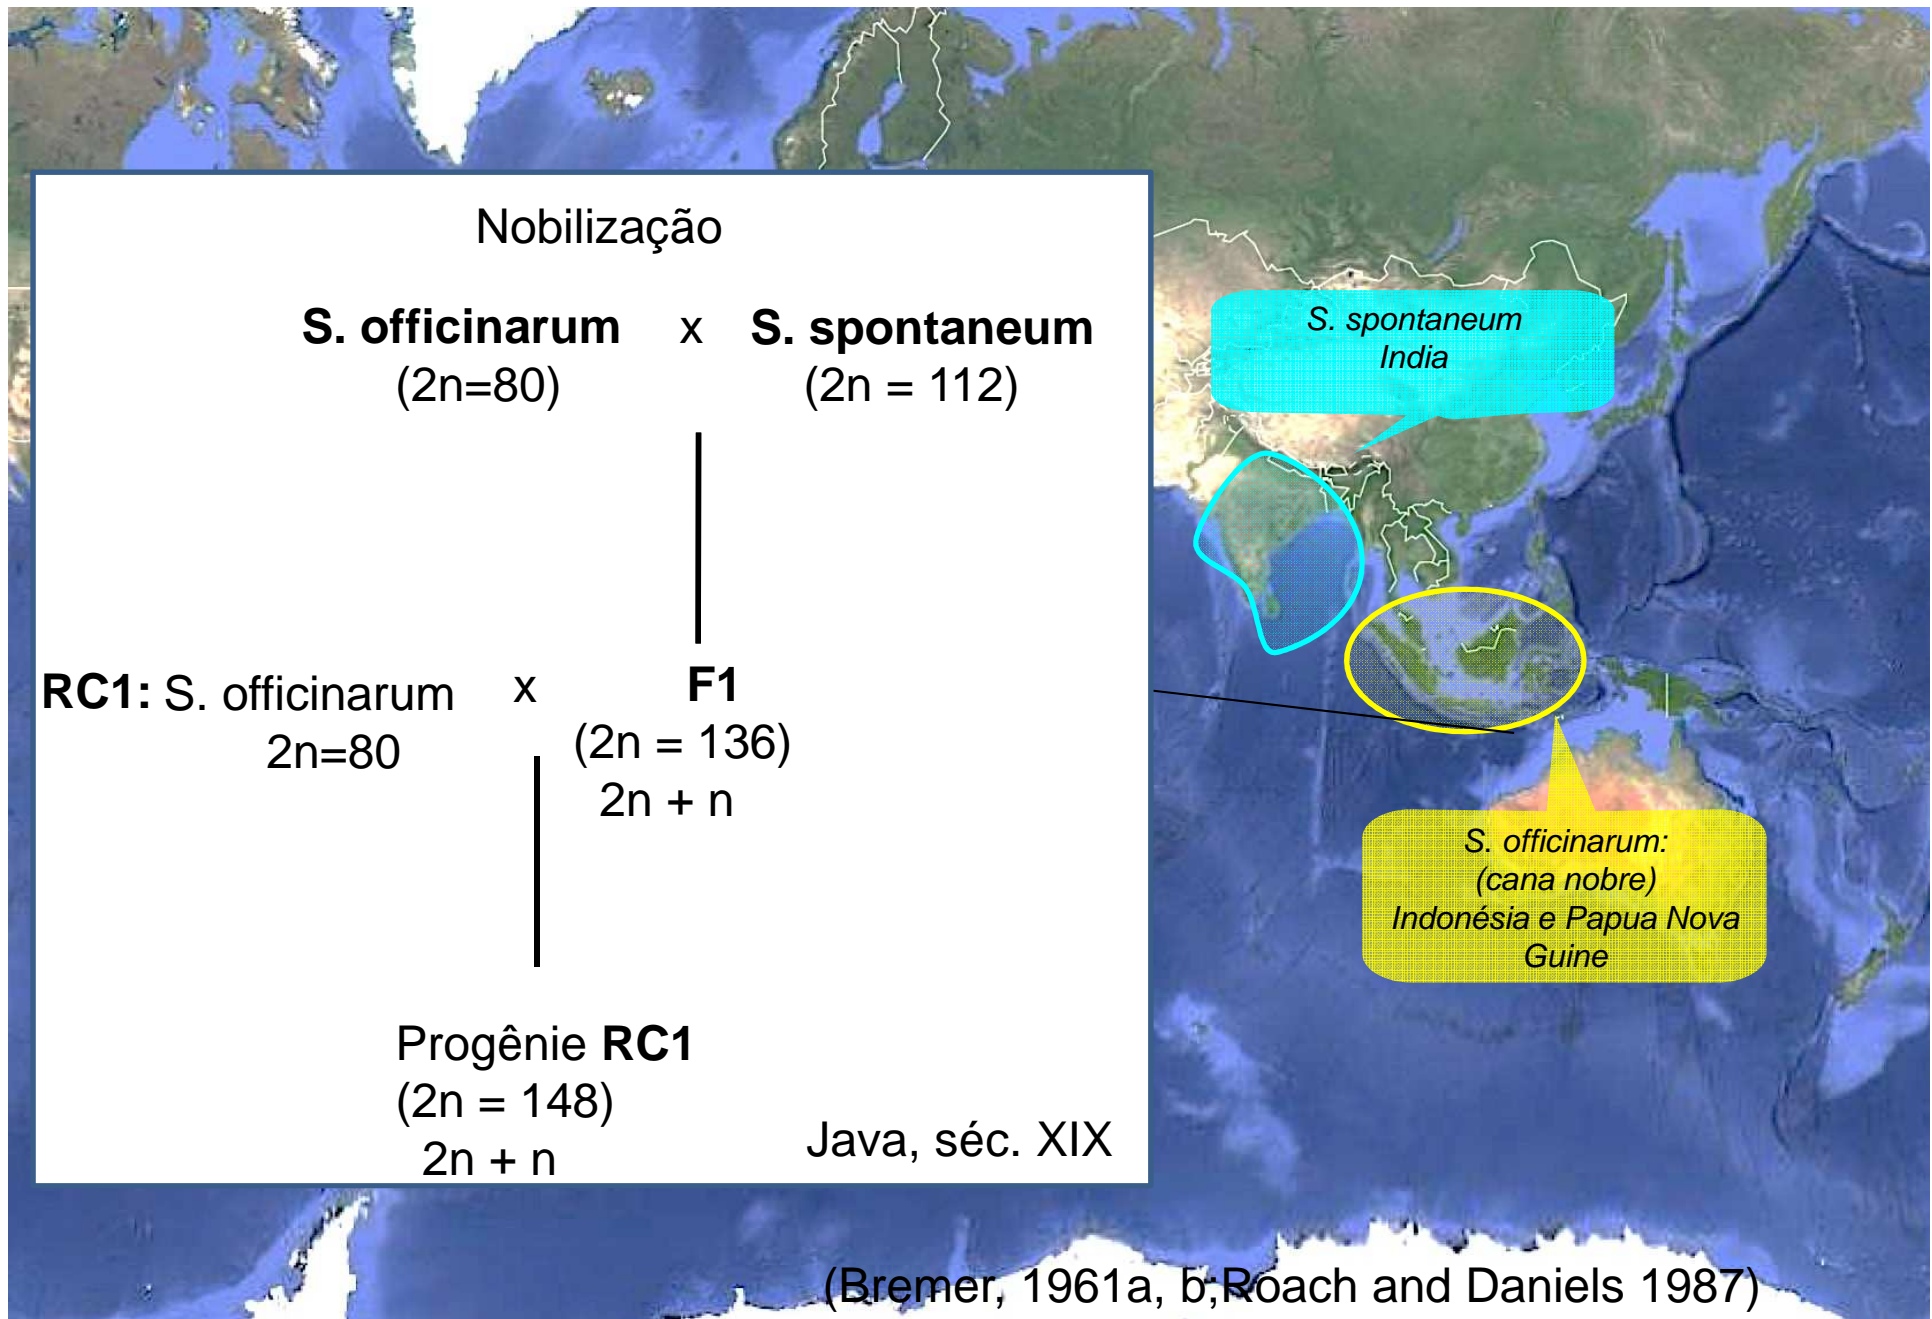 Nobilização
S. officinarum x S. spontaneum
(2n=80) (2n = 112)
RC1: S. officinarum x F1
2n=80 (2n = 136)
2n + n
Progênie RC1
(2n = 148)
2n + n
Java, séc. XIX
S. spontaneum
India
S. officinarum:
(cana nobre)
Indonésia e Papua Nova
Guine
(Bremer, 1961a, b;Roach and Daniels 1987)